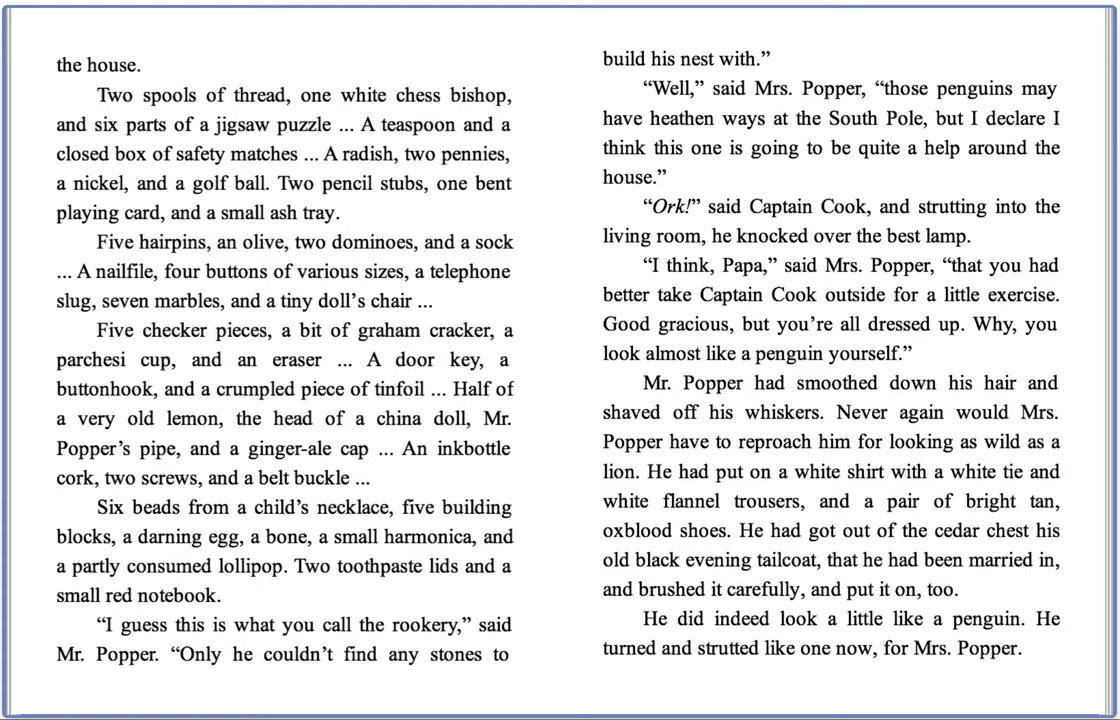 the house.
Two spools of thread, one white chess bishop,
and six parts of a jigsaw puzzle ... A teaspoon and a
closed box of safety matches ... A radish, two pennies,
a nickel, and a golf ball. Two pencil stubs, one bent
playing card, and a small ash tray.
Five hairpins, an olive, two dominoes, and a sock
... A nailfile, four buttons of various sizes, a telephone
slug, seven marbles, and a tiny doll’s chair ...
Five checker pieces, a bit of graham cracker, a
parchesi cup, and an eraser ... A door key, a
buttonhook, and a crumpled piece of tinfoil ... Half of
a very old lemon, the head of a china doll, Mr.
Popper’s pipe, and a ginger-ale cap ... An inkbottle
cork, two screws, and a belt buckle ...
Six beads from a child’s necklace, five building
blocks, a darning egg, a bone, a small harmonica, and
a partly consumed lollipop. Two toothpaste lids and a
small red notebook.
“I guess this is what you call the rookery,” said
Mr. Popper. “Only he couldn’t find any stones to
build his nest with.”
“Well,” said Mrs. Popper, “those penguins may
have heathen ways at the South Pole, but I declare I
think this one is going to be quite a help around the
house.”
“Ork!” said Captain Cook, and strutting into the
living room, he knocked over the best lamp.
“I think, Papa,” said Mrs. Popper, “that you had
better take Captain Cook outside for a little exercise.
Good gracious, but you’re all dressed up. Why, you
look almost like a penguin yourself.”
Mr. Popper had smoothed down his hair and
shaved off his whiskers. Never again would Mrs.
Popper have to reproach him for looking as wild as a
lion. He had put on a white shirt with a white tie and
white flannel trousers, and a pair of bright tan,
oxblood shoes. He had got out of the cedar chest his
old black evening tailcoat, that he had been married in,
and brushed it carefully, and put it on, too.
He did indeed look a little like a penguin. He
turned and strutted like one now, for Mrs. Popper.